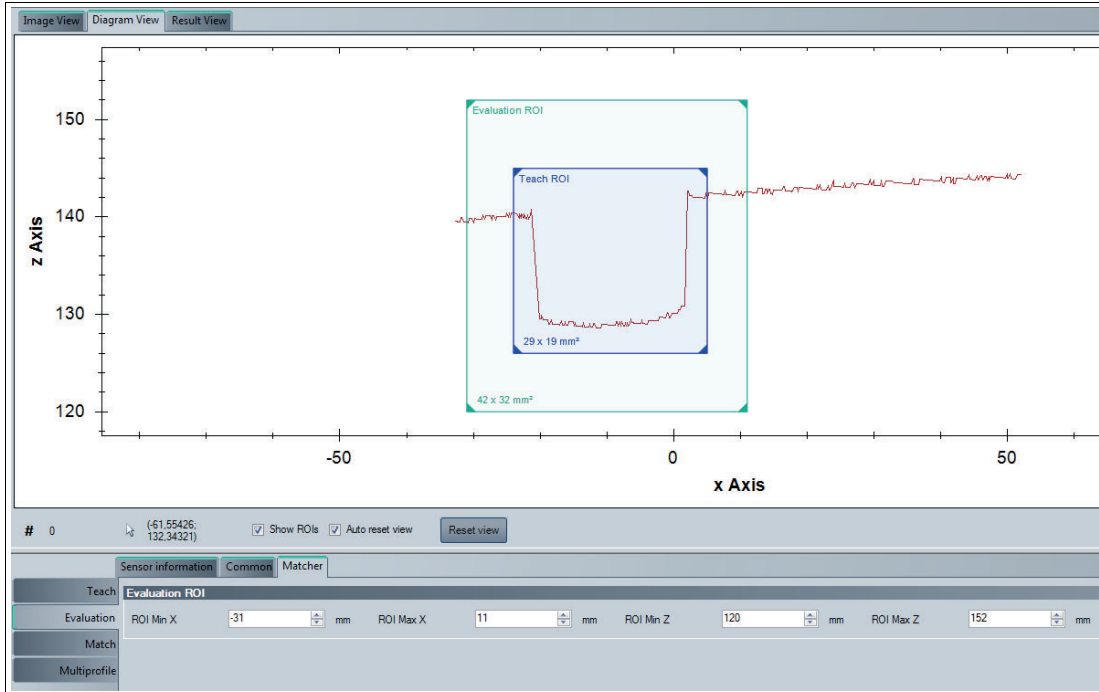 Image View Diagram View Result View
Evaluation ROI
Teach ROI
29 x 19 mm²
42 x 32 mm²
150
140
130
120
z Axis
-50 0 50
x Axis
# 0 (-61,55426; 132,34321) Show ROIs Auto reset view Reset view
Sensor information Common Matcher
Teach
Evaluation
Match
Multiprofile
Evaluation ROI
ROI Min X -31 mm ROI Max X 11 mm ROI Min Z 120 mm ROI Max Z 152 mm